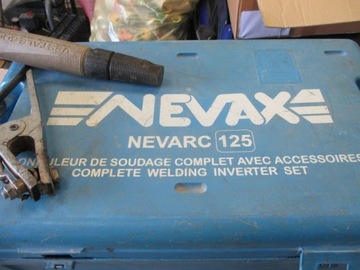 NEVAX
NEVARC 125
DE SOUDAGE COMPLET AVEC ACCESSOIRES
COMPLETE WELDING INVERTER SET